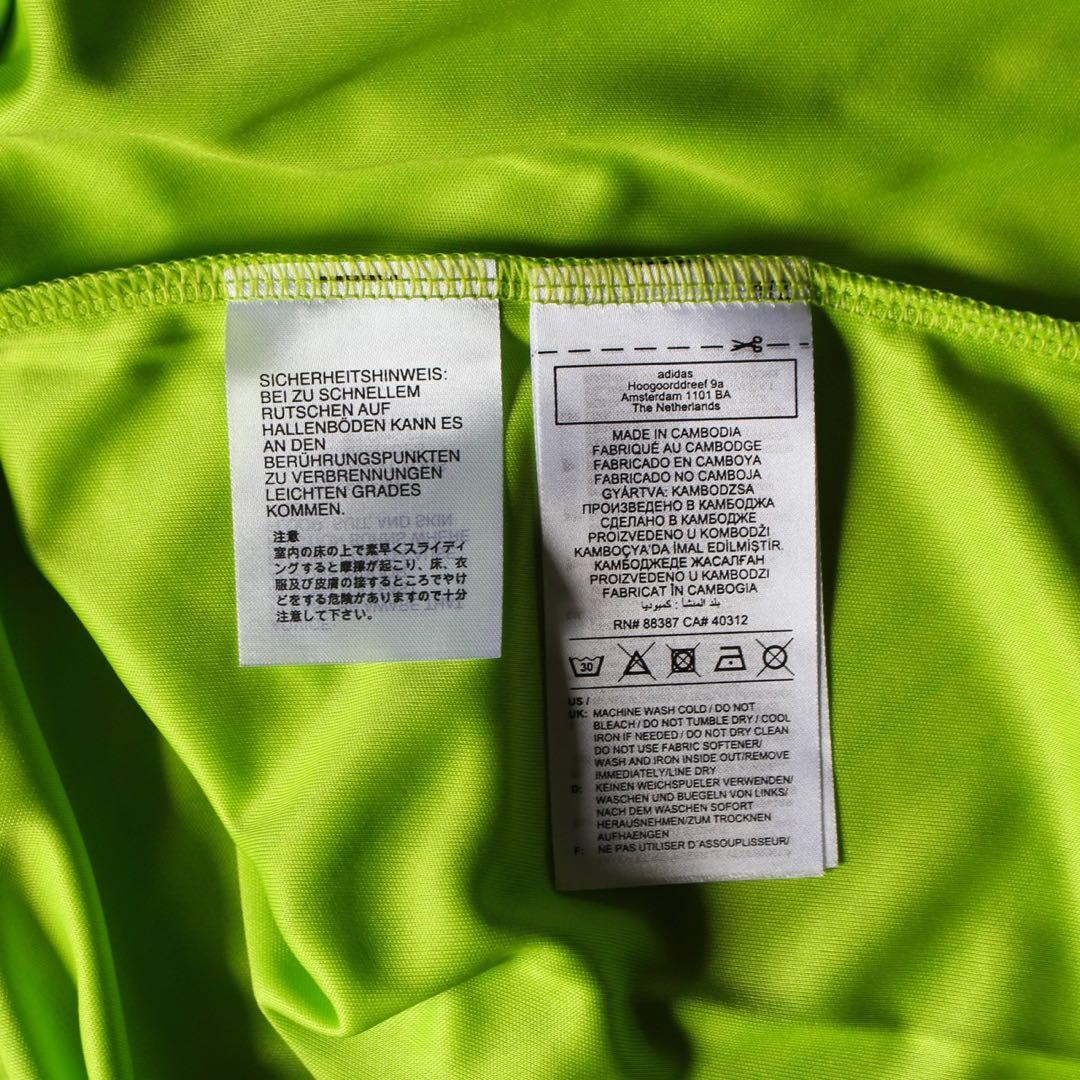 SICHERHEITSHINWEIS:
BEI ZU SCHNELLEM
RUTSCHEN AUF
HALLENBÖDEN KANN ES
AN DEN
BERÜHRUNGSPUNKTEN
ZU VERBRENNUNGEN
LEICHTEN GRADES
KOMMEN.
注意
室内の床の上で素早くスライディ
ングすると摩擦が起こり、床、衣
服及び皮膚の接するところでやけ
どをする危険がありますので十分
注意して下さい。
adidas
Hoogoorddreef 9a
Amsterdam 1101 BA
The Netherlands
MADE IN CAMBODIA
FABRIQUÉ AU CAMBODGE
FABRICADO EN CAMBOYA
FABRICADO NO CAMBOJA
GYÁRTVA: KAMBODZSA
ПРОИЗВЕДЕНО В КАМБОДЖА
СДЕЛАНО В КАМБОДЖЕ
PROIZVEDENO U KOMBODŽI
KAMBOÇYA'DA İMAL EDİLMİŞTİR.
КАМБОДЖЕДЕ ЖАСАЛҒАН
PROIZVEDENO U KAMBODZI
FABRICAT ÎN CAMBOGIA
بلد المنشأ : كمبوديا
RN# 88387 CA# 40312
30
US /
UK: MACHINE WASH COLD / DO NOT
BLEACH / DO NOT TUMBLE DRY / COOL
IRON IF NEEDED / DO NOT DRY CLEAN
DO NOT USE FABRIC SOFTENER/
WASH AND IRON INSIDE OUT/REMOVE
IMMEDIATELY/LINE DRY
D: KEINEN WEICHSPUELER VERWENDEN/
WASCHEN UND BUEGELN VON LINKS/
NACH DEM WASCHEN SOFORT
HERAUSNEHMEN/ZUM TROCKNEN
AUFHAENGEN
F: NE PAS UTILISER D'ASSOUPLISSEUR/